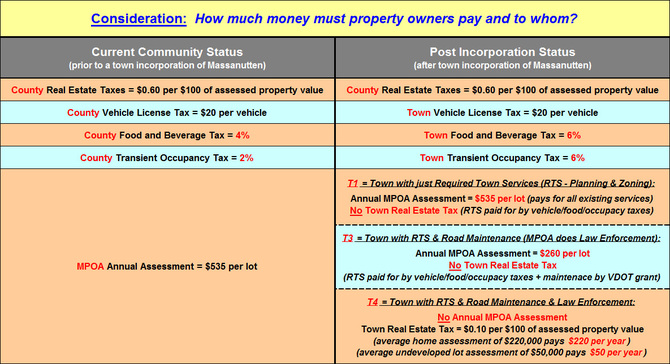 Consideration: How much money must property owners pay and to whom?
Current Community Status
(prior to a town incorporation of Massanutten)
Post Incorporation Status
(after town incorporation of Massanutten)
County Real Estate Taxes = $0.60 per $100 of assessed property value
County Real Estate Taxes = $0.60 per $100 of assessed property value
County Vehicle License Tax = $20 per vehicle
Town Vehicle License Tax = $20 per vehicle
County Food and Beverage Tax = 4%
Town Food and Beverage Tax = 6%
County Transient Occupancy Tax = 2%
Town Transient Occupancy Tax = 6%
MPOA Annual Assessment = $535 per lot
T1 = Town with just Required Town Services (RTS - Planning & Zoning):
Annual MPOA Assessment = $535 per lot (pays for all existing services)
No Town Real Estate Tax (RTS paid for by vehicle/food/occupacy taxes)
T3 = Town with RTS & Road Maintenance (MPOA does Law Enforcement):
Annual MPOA Assessment = $260 per lot
No Town Real Estate Tax
(RTS paid for by vehicle/food/occupacy taxes + maintenace by VDOT grant)
T4 = Town with RTS & Road Maintenance & Law Enforcement:
No Annual MPOA Assessment
Town Real Estate Tax = $0.10 per $100 of assessed property value
(average home assessment of $220,000 pays $220 per year)
(average undeveloped lot assessment of $50,000 pays $50 per year)